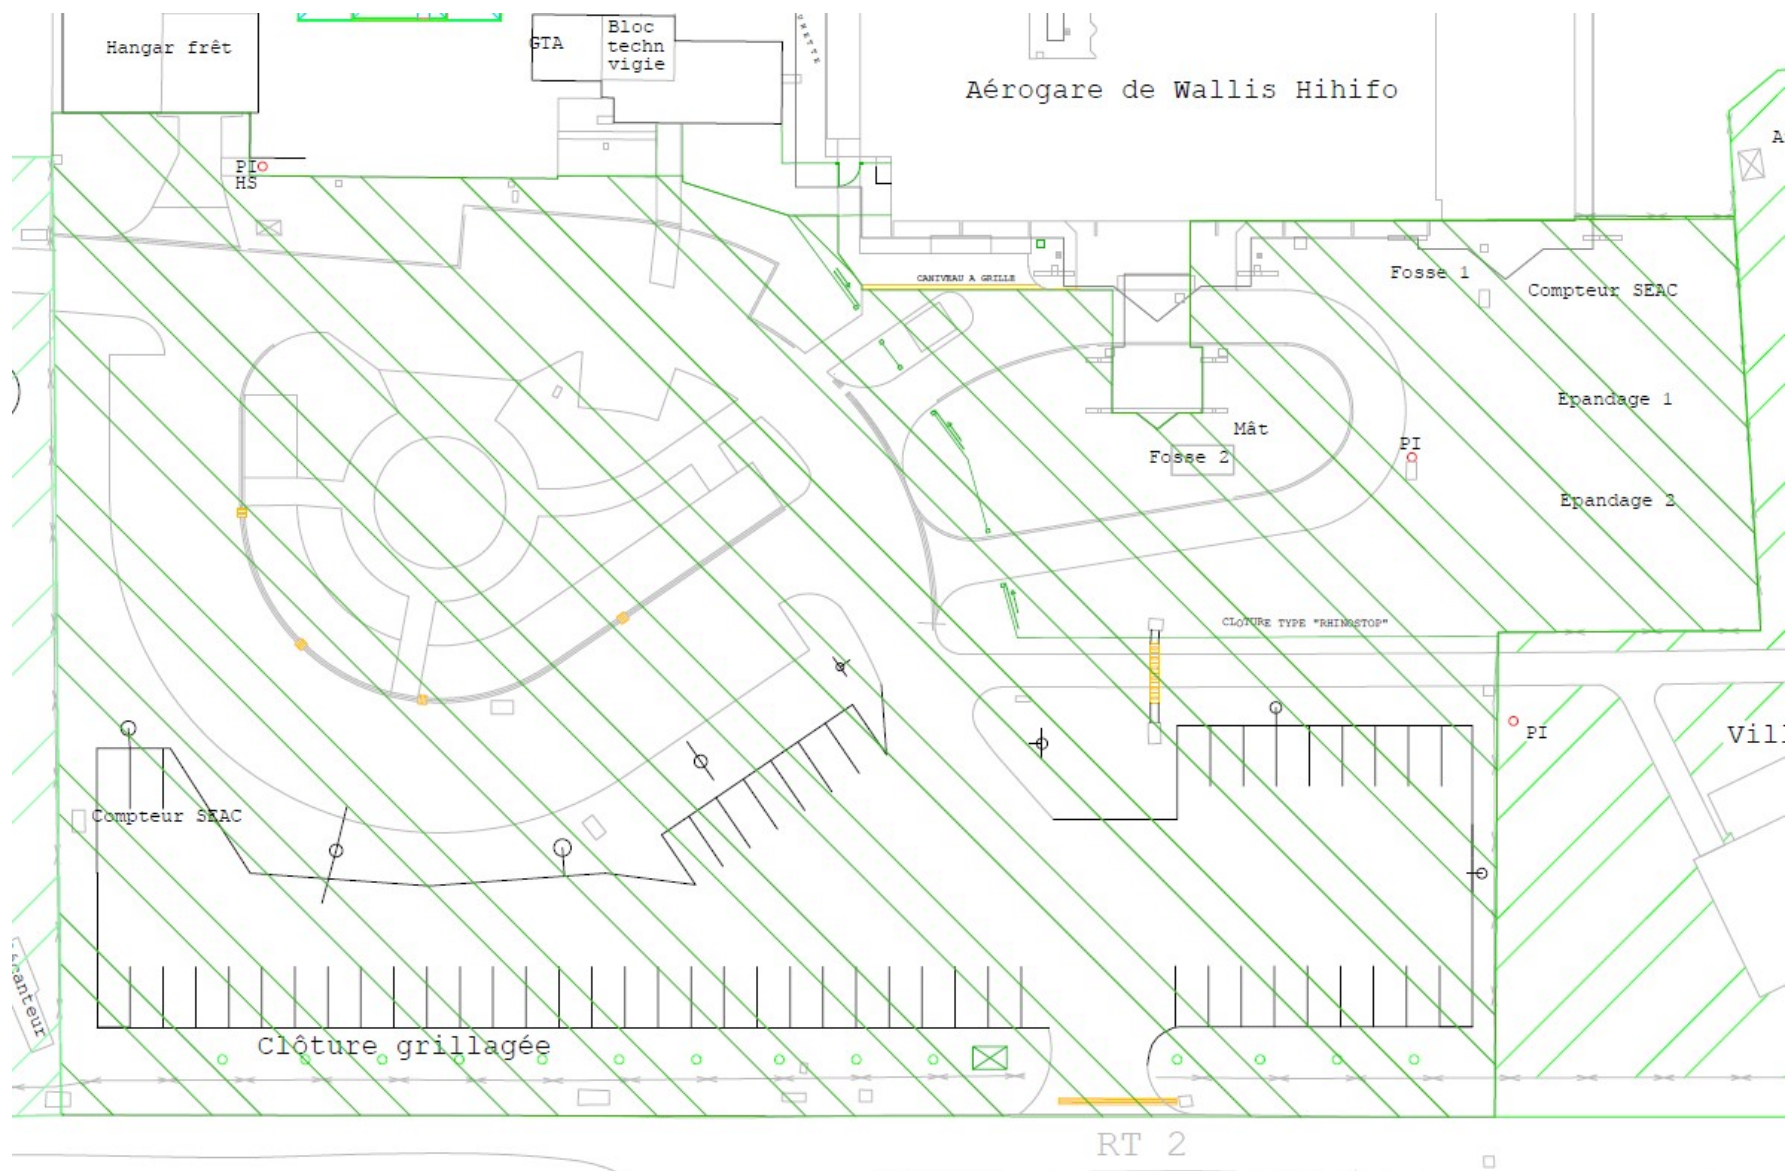 Hangar frêt
GTA
Bloc
techn
vigie
Aérogare de Wallis Hihifo
PI
HS
CANIVEAU A GRILLE
Fosse 1
Compteur SEAC
Epandage 1
Mât
PI
Fosse 2
Epandage 2
CLOTURE TYPE "RHINOSTOP"
PI
Compteur SEAC
Clôture grillagée
RT 2